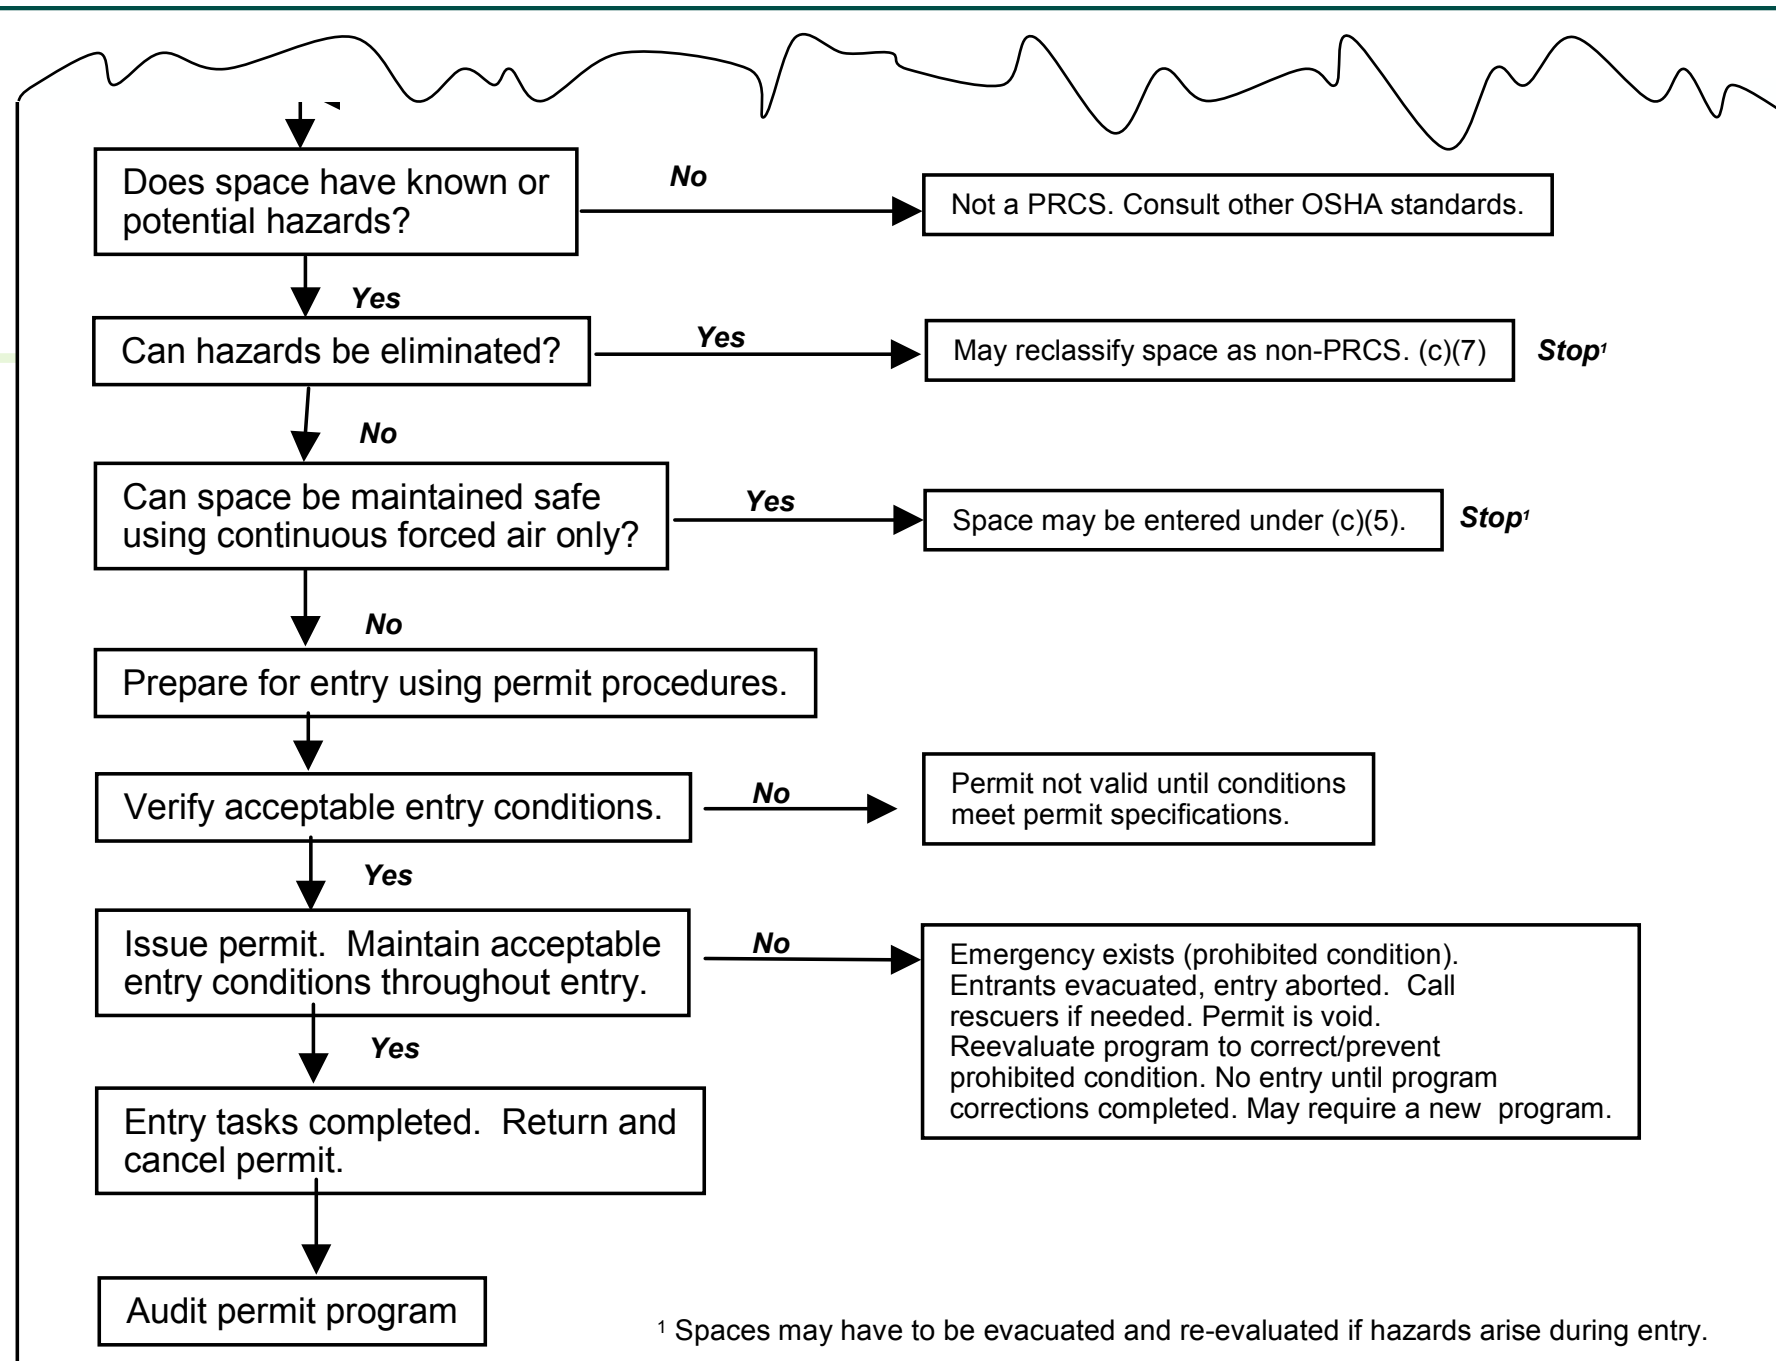 Does space have known or
potential hazards?
No
Not a PRCS. Consult other OSHA standards.
Yes
Can hazards be eliminated?
Yes
May reclassify space as non-PRCS. (c)(7)
Stop¹
No
Can space be maintained safe
using continuous forced air only?
Yes
Space may be entered under (c)(5).
Stop¹
No
Prepare for entry using permit procedures.
Verify acceptable entry conditions.
No
Permit not valid until conditions
meet permit specifications.
Yes
Issue permit.  Maintain acceptable
entry conditions throughout entry.
No
Emergency exists (prohibited condition).
Entrants evacuated, entry aborted.  Call
rescuers if needed. Permit is void.
Reevaluate program to correct/prevent
prohibited condition. No entry until program
corrections completed. May require a new  program.
Yes
Entry tasks completed.  Return and
cancel permit.
Audit permit program
¹ Spaces may have to be evacuated and re-evaluated if hazards arise during entry.